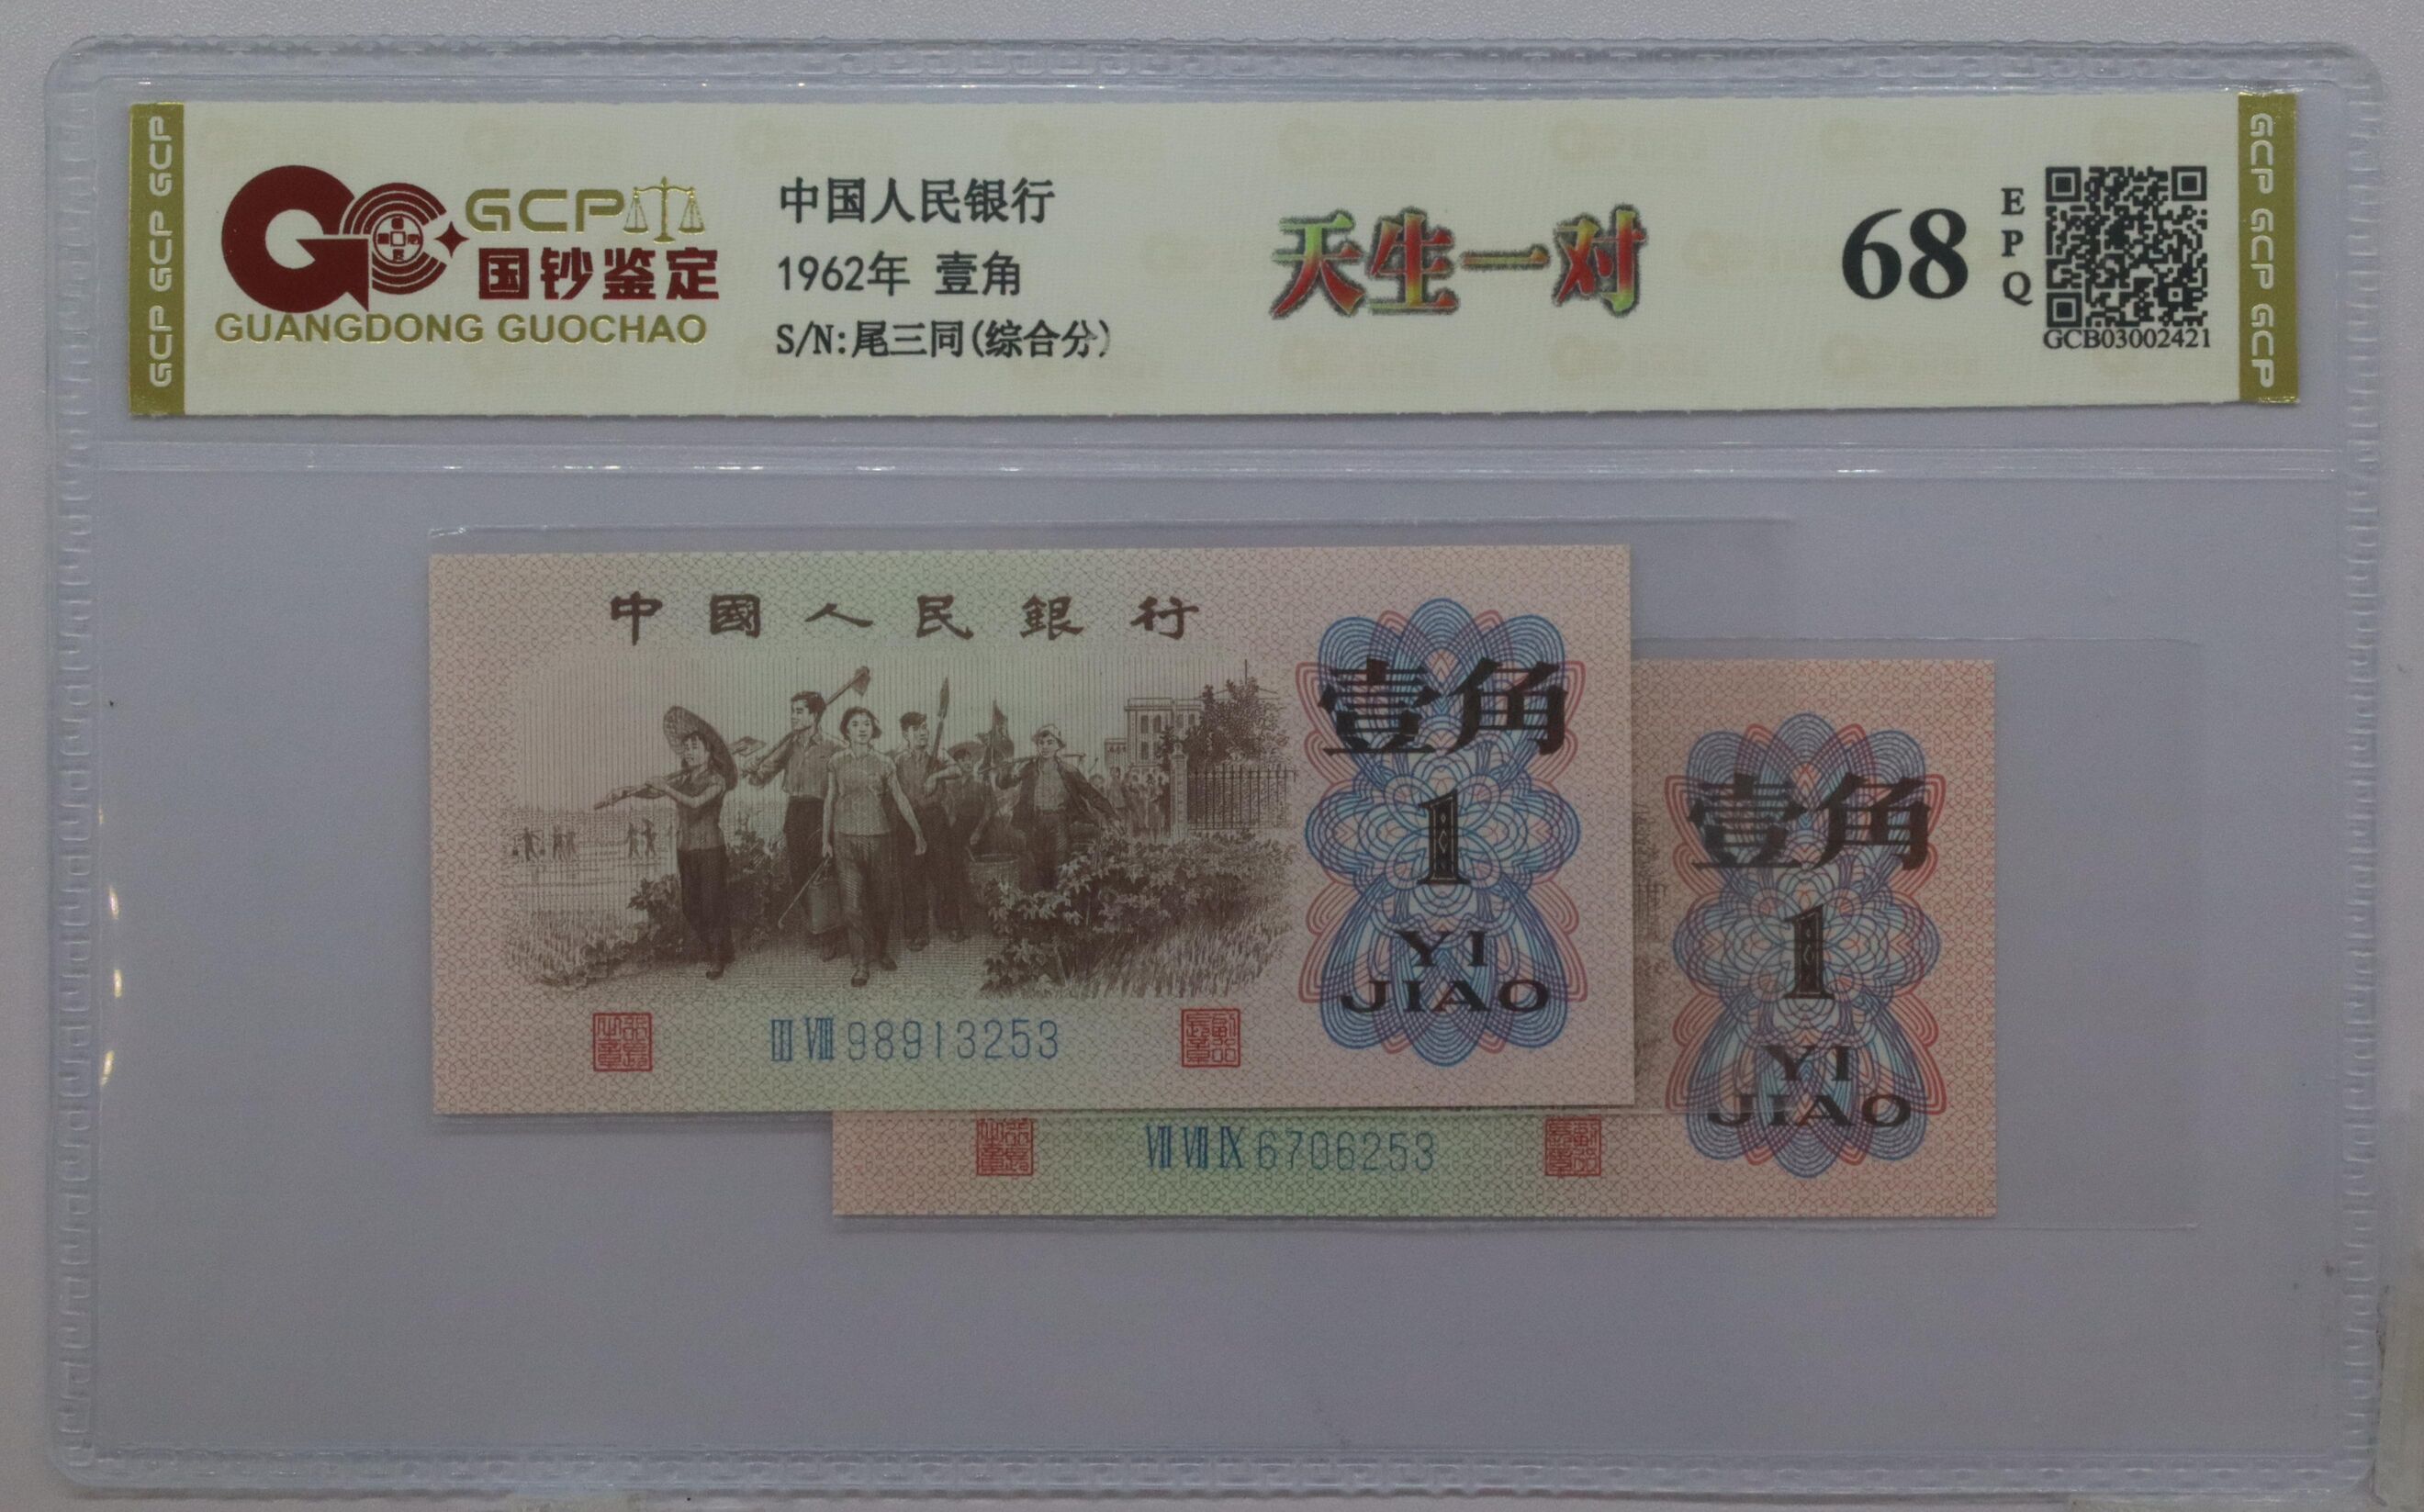 GCP GCP GCP
GCP
国钞鉴定
GUANGDONG GUOCHAO
中国人民银行
1962年 壹角
S/N:尾三同(综合分)
天生一对
68
EPQ
GCB03002421
GCP GCP GCP
中國人民銀行
壹角
1
YI
JIAO
III VIII 98913253
壹角
1
YI
JIAO
VII VII IX 6706253